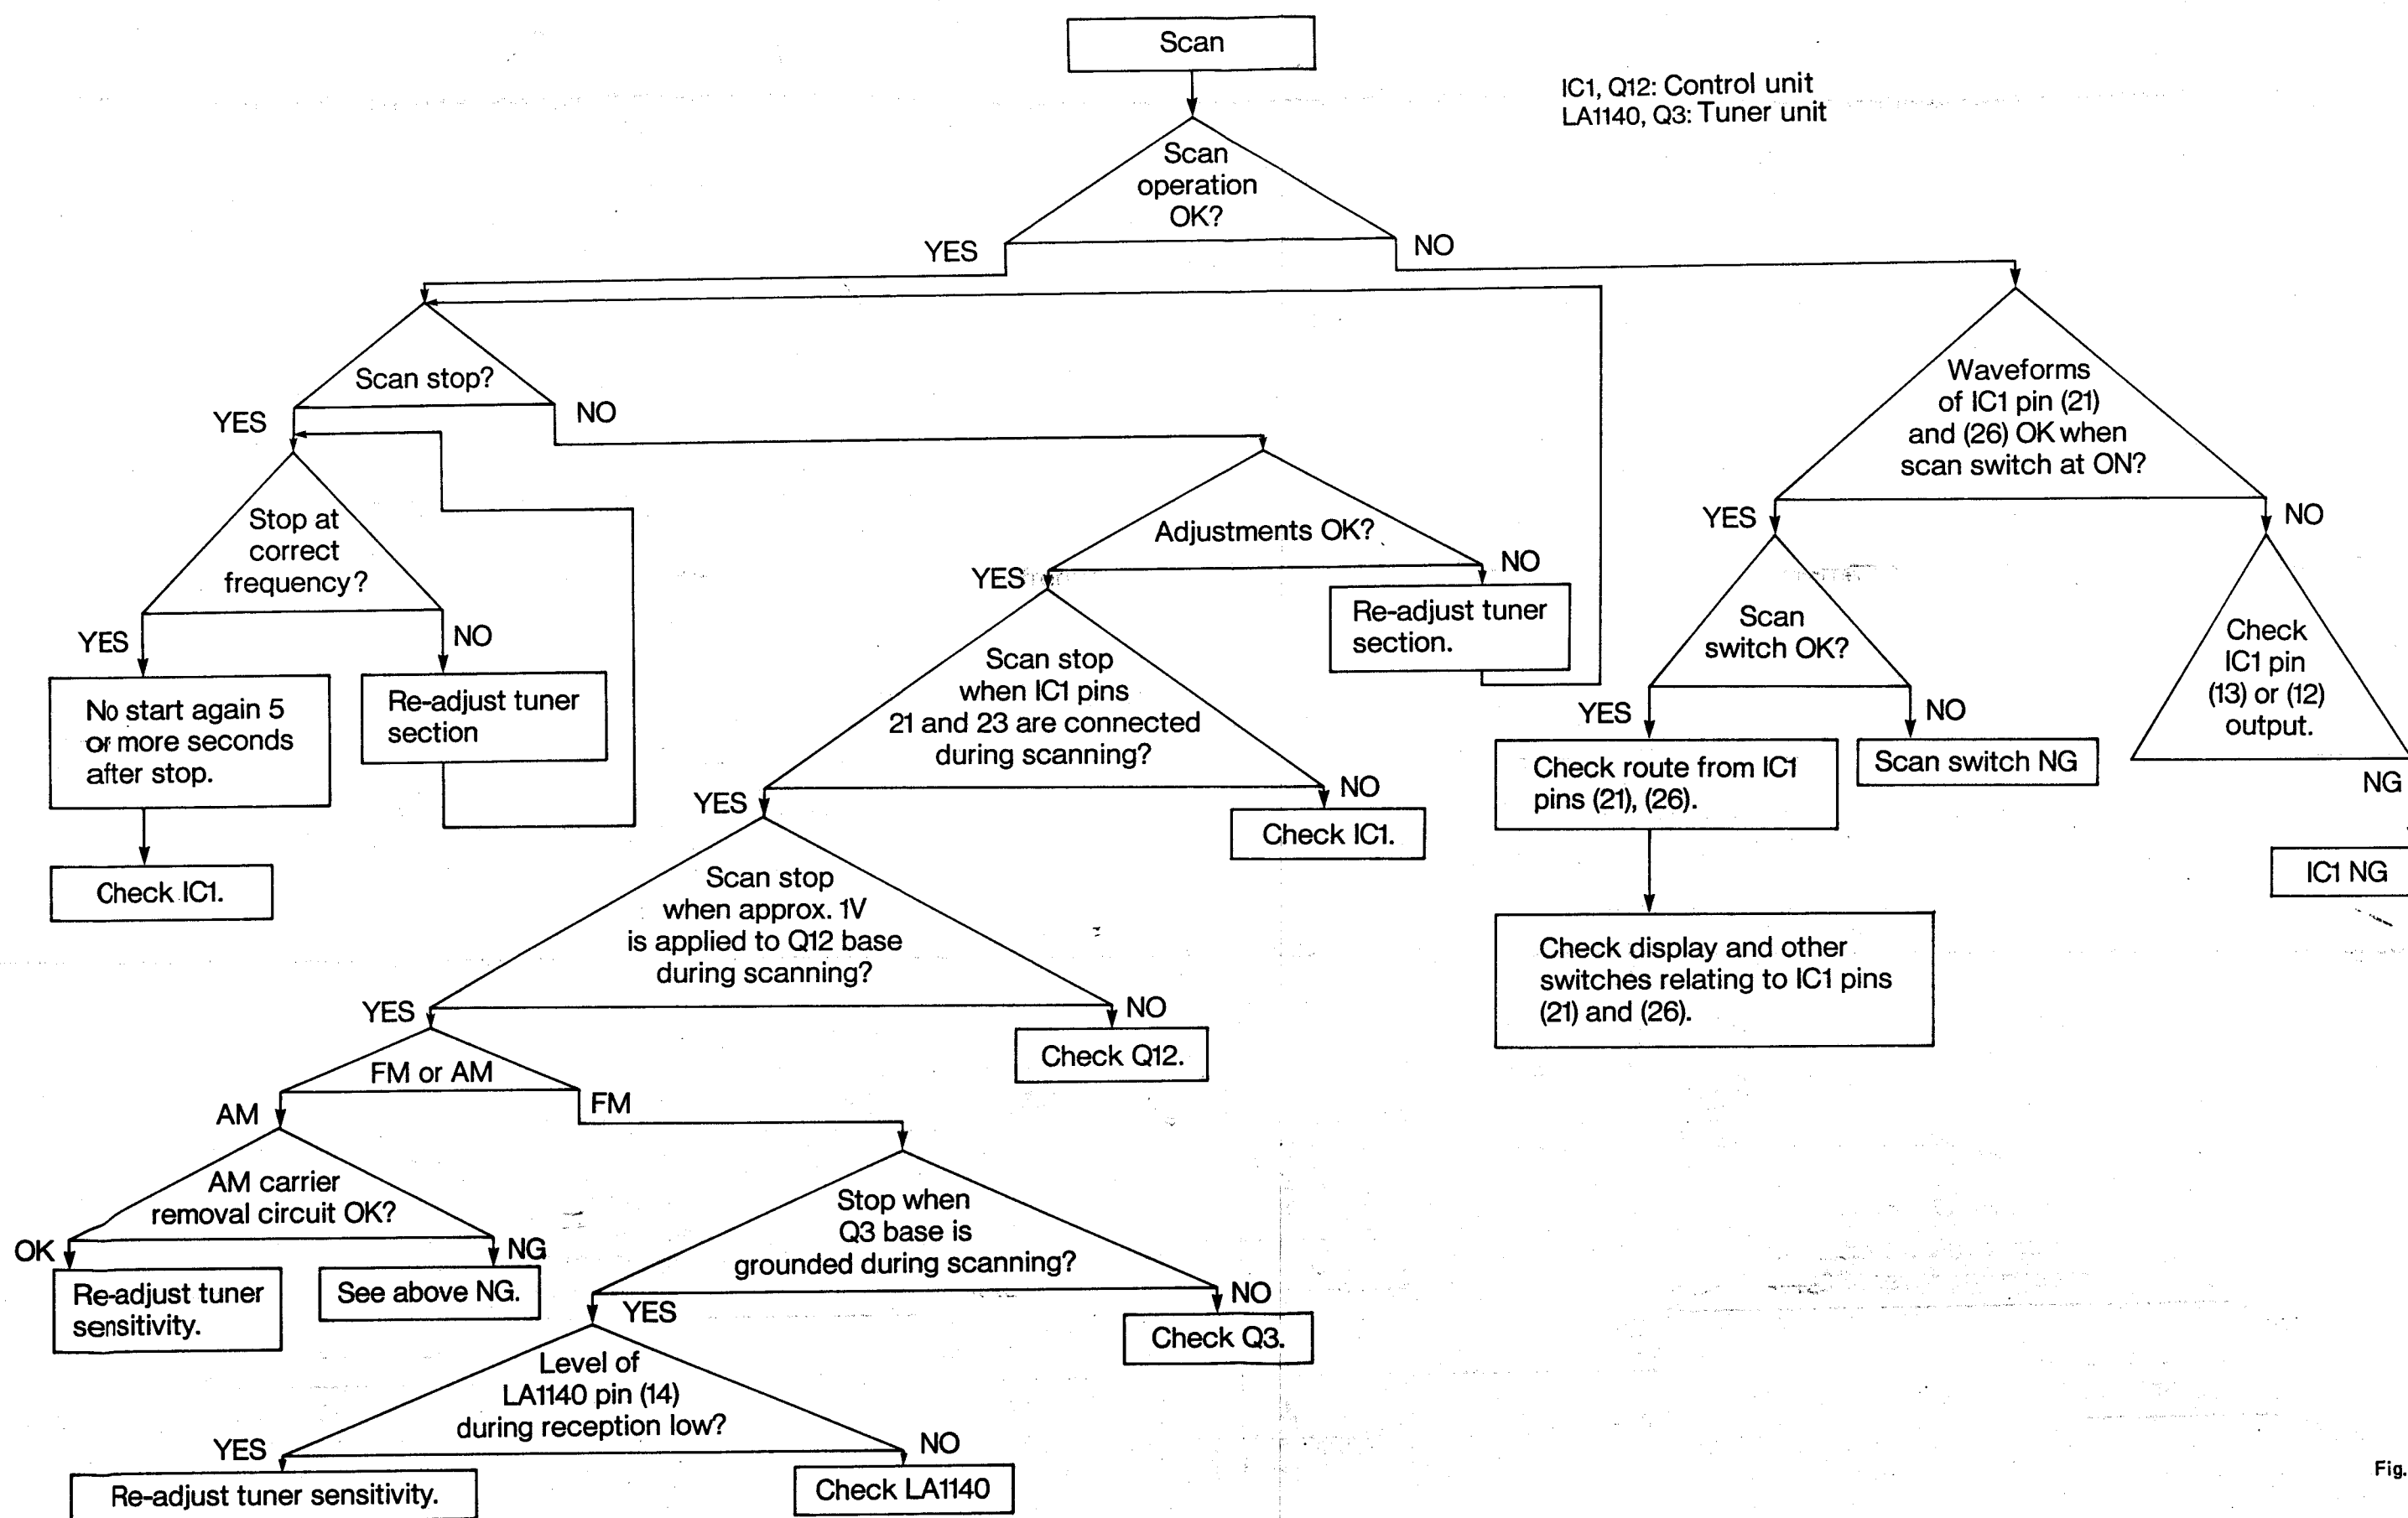 Scan
IC1, Q12: Control unit
LA1140, Q3: Tuner unit
Scan
operation
OK?
YES
NO
Scan stop?
YES
NO
Waveforms
of IC1 pin (21)
and (26) OK when
scan switch at ON?
YES
NO
Stop at
correct
frequency?
YES
NO
Adjustments OK?
YES
NO
Re-adjust tuner
section.
No start again 5
or more seconds
after stop.
Re-adjust tuner
section
Check IC1.
Scan stop
when IC1 pins
21 and 23 are connected
during scanning?
YES
NO
Check IC1.
Scan
switch OK?
YES
NO
Check
IC1 pin
(13) or (12)
output.
NG
Check route from IC1
pins (21), (26).
Scan switch NG
IC1 NG
Check display and other
switches relating to IC1 pins
(21) and (26).
Scan stop
when approx. 1V
is applied to Q12 base
during scanning?
YES
NO
Check Q12.
FM or AM
AM
FM
AM carrier
removal circuit OK?
OK
NG
Re-adjust tuner
sensitivity.
See above NG.
Stop when
Q3 base is
grounded during scanning?
YES
NO
Check Q3.
Level of
LA1140 pin (14)
during reception low?
YES
NO
Re-adjust tuner sensitivity.
Check LA1140
Fig.